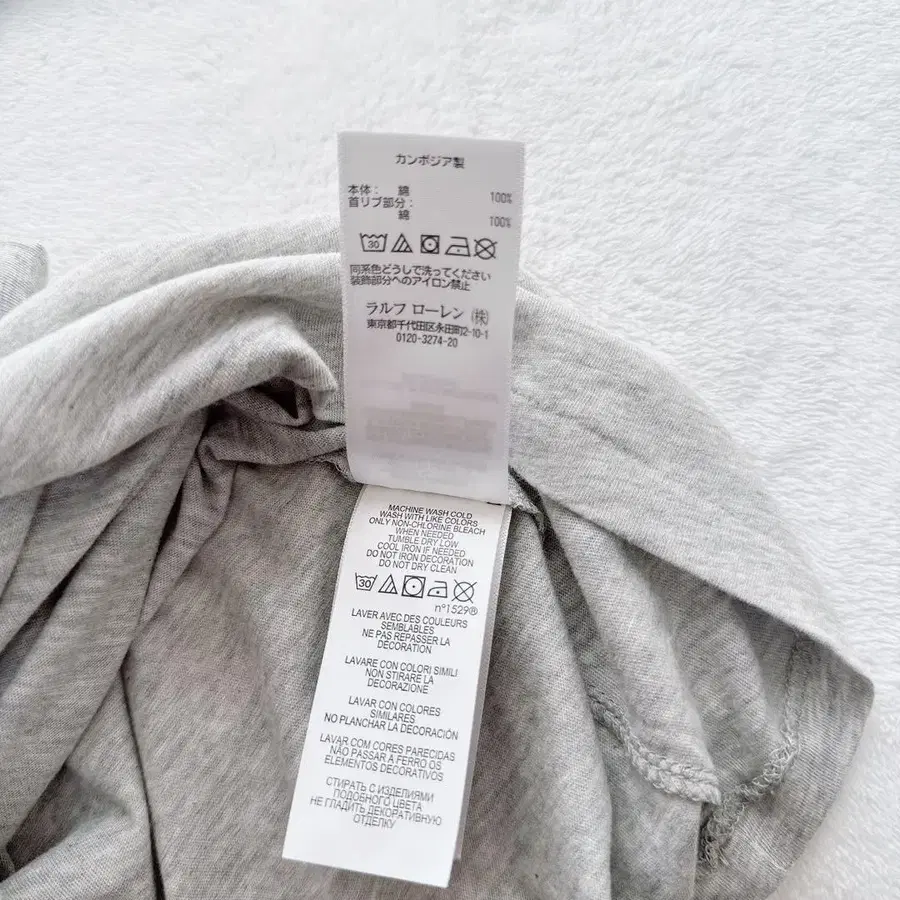 カンボジア製
本体： 綿 100%
首リブ部分：
綿 100%
30
同系色どうしで洗ってください
装飾部分へのアイロン禁止
ラルフ ローレン (株)
東京都千代田区永田町2-10-1
0120-3274-20
MACHINE WASH COLD
WASH WITH LIKE COLORS
ONLY NON-CHLORINE BLEACH
WHEN NEEDED
TUMBLE DRY LOW
COOL IRON IF NEEDED
DO NOT IRON DECORATION
DO NOT DRY CLEAN
30
n°1529®
LAVER AVEC DES COULEURS
SEMBLABLES
NE PAS REPASSER LA
DÉCORATION
LAVARE CON COLORI SIMILI
NON STIRARE LA
DECORAZIONE
LAVAR CON COLORES
SIMILARES
NO PLANCHAR LA DECORACIÓN
LAVAR COM CORES PARECIDAS
NÃO PASSAR A FERRO OS
ELEMENTOS DECORATIVOS
СТИРАТЬ С ИЗДЕЛИЯМИ
ПОДОБНОГО ЦВЕТА
НЕ ГЛАДИТЬ ДЕКОРАТИВНУЮ
ОТДЕЛКУ